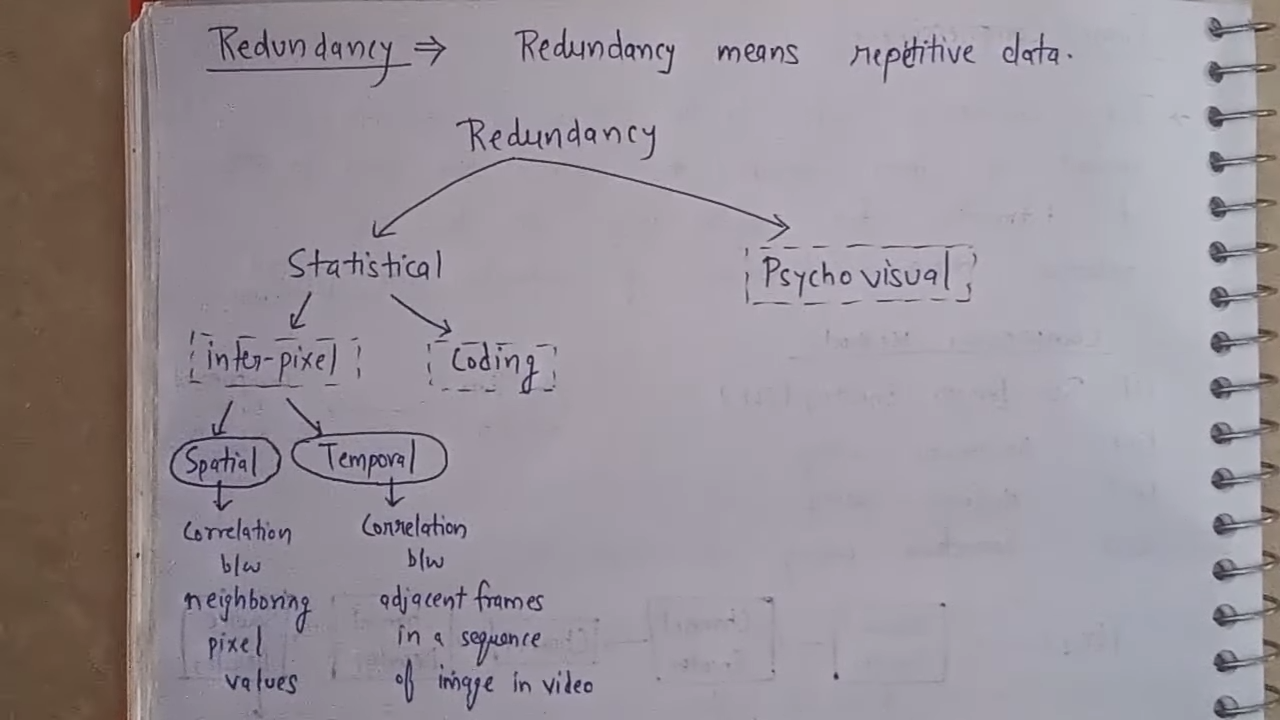 Redundancy ⇒ Redundancy means repetitive data.
Redundancy
Statistical
Psycho visual
inter-pixel
Coding
Spatial
Temporal
Correlation
b/w
neighboring
pixel
values
Correlation
b/w
adjacent frames
in a sequence
of image in video